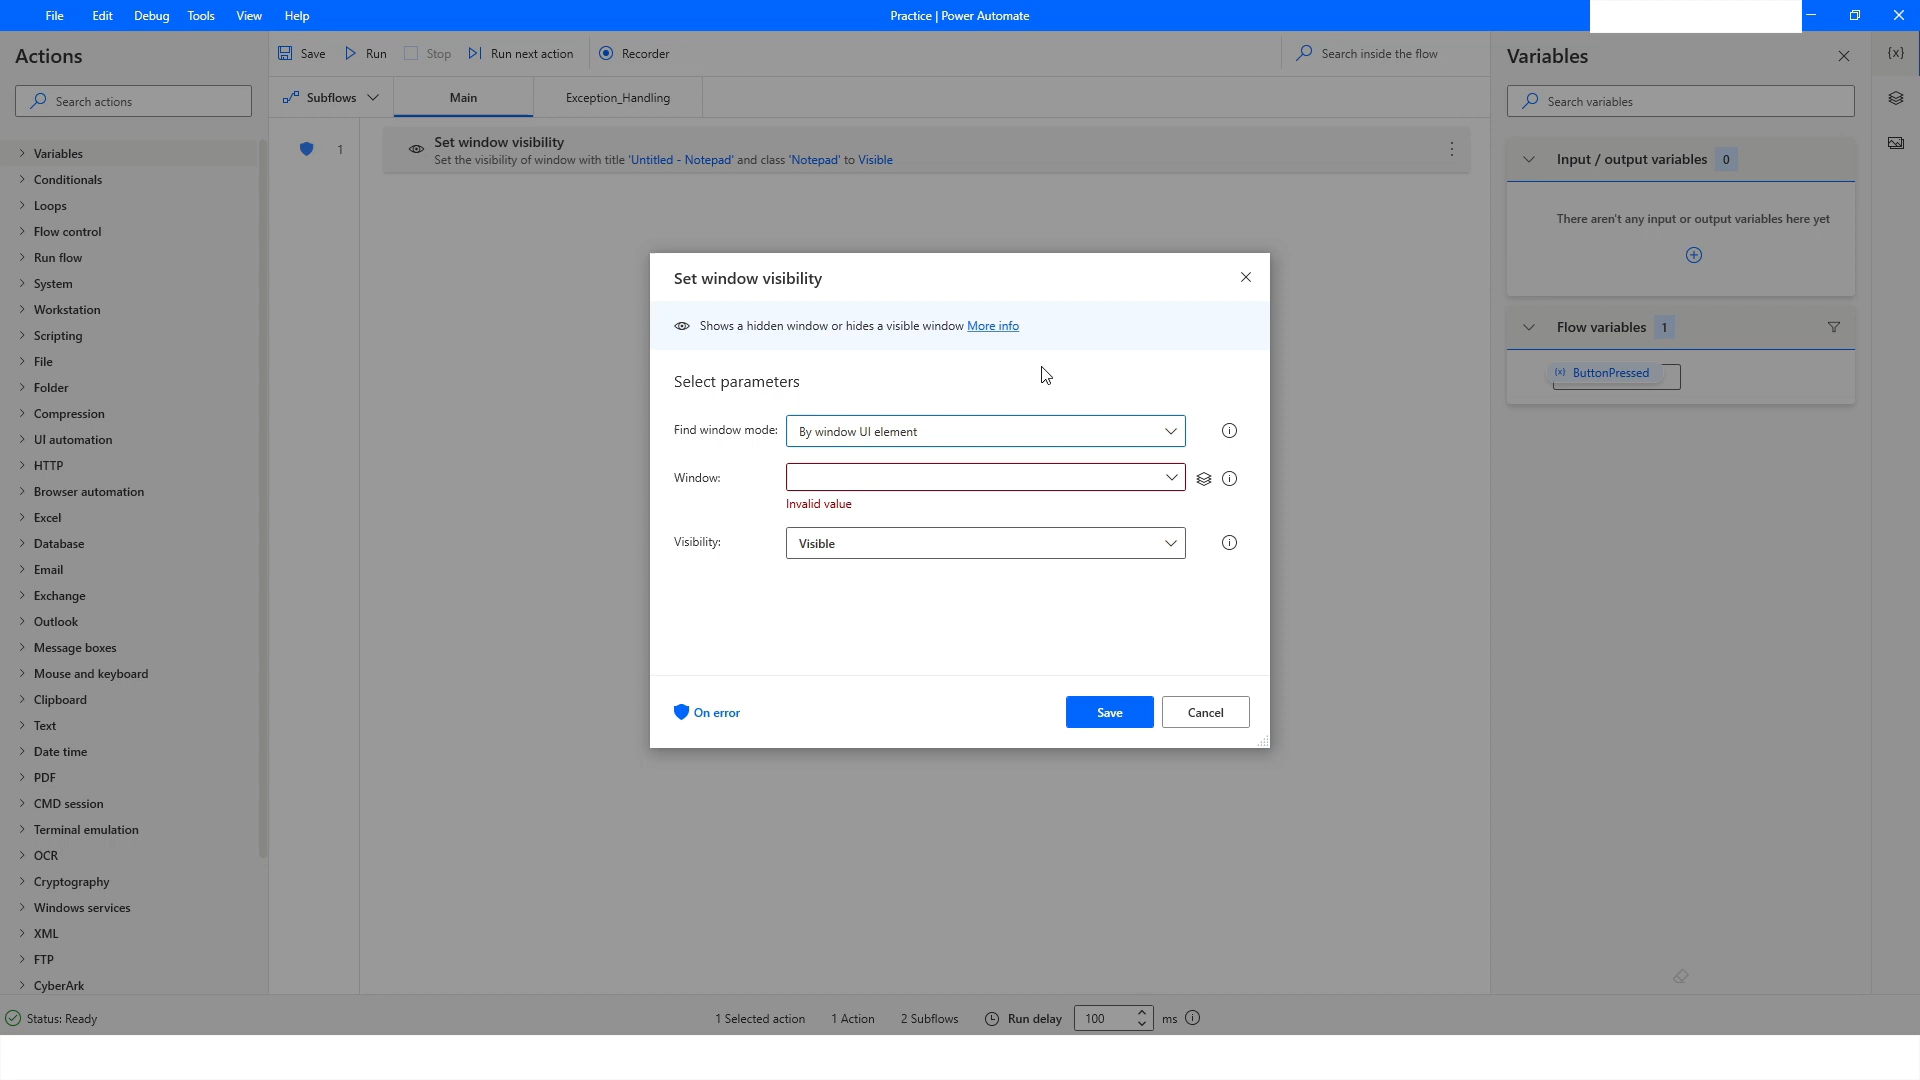 File Edit Debug Tools View Help
Practice | Power Automate
Actions
Search actions
Variables
Conditionals
Loops
Flow control
Run flow
System
Workstation
Scripting
File
Folder
Compression
UI automation
HTTP
Browser automation
Excel
Database
Email
Exchange
Outlook
Message boxes
Mouse and keyboard
Clipboard
Text
Date time
PDF
CMD session
Terminal emulation
OCR
Cryptography
Windows services
XML
FTP
CyberArk
Save Run Stop Run next action Recorder
Search inside the flow
Subflows Main Exception_Handling
1
Set window visibility
Set the visibility of window with title 'Untitled - Notepad' and class 'Notepad' to Visible
Set window visibility
Shows a hidden window or hides a visible window More info
Select parameters
Find window mode: By window UI element
Window:
Invalid value
Visibility: Visible
On error
Save Cancel
Variables
{x}
Search variables
Input / output variables 0
There aren't any input or output variables here yet
Flow variables 1
(x) ButtonPressed
Status: Ready
1 Selected action 1 Action 2 Subflows Run delay 100 ms